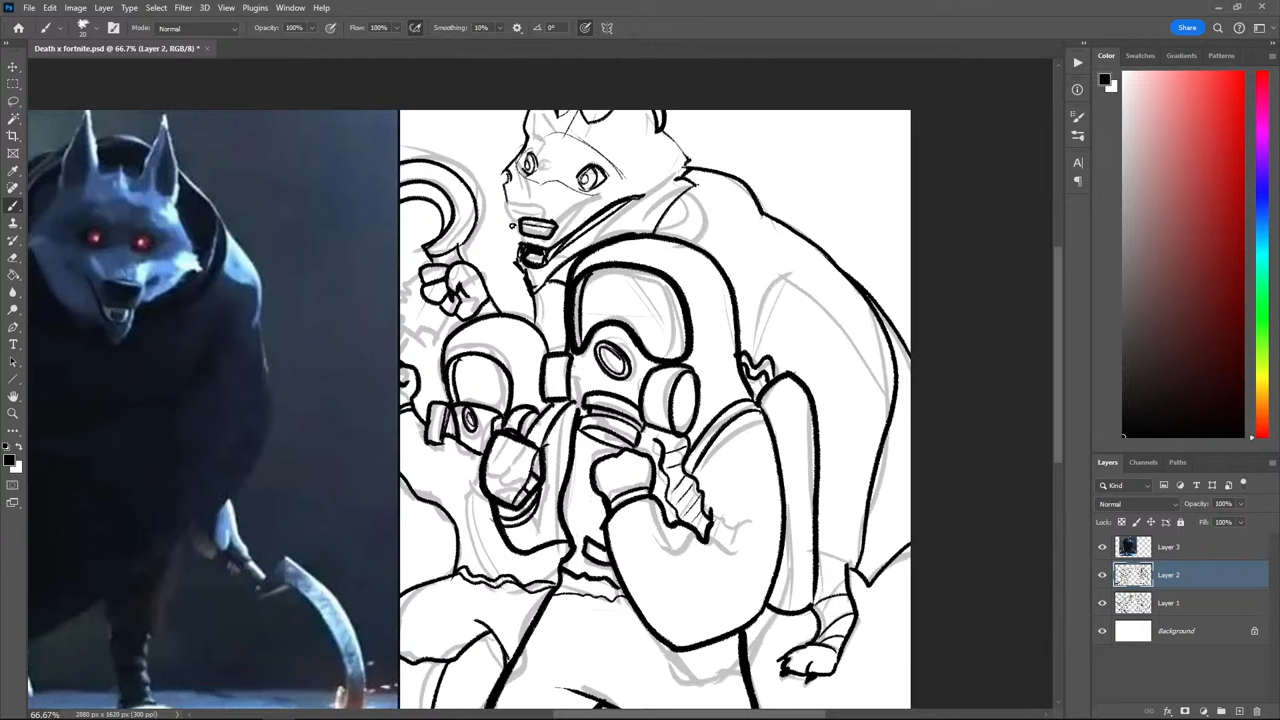 File Edit Image Layer Type Select Filter 3D View Plugins Window Help
20 Mode: Normal Opacity: 100% Flow: 100% Smoothing: 10% 0° Share
Death x fortnite.psd @ 66.7% (Layer 2, RGB/8) *
Color Swatches Gradients Patterns
Layers Channels Paths
Kind
Normal Opacity: 100%
Lock: Fill: 100%
Layer 3
Layer 2
Layer 1
Background
66.67% 2880 px x 1620 px (300 ppi)